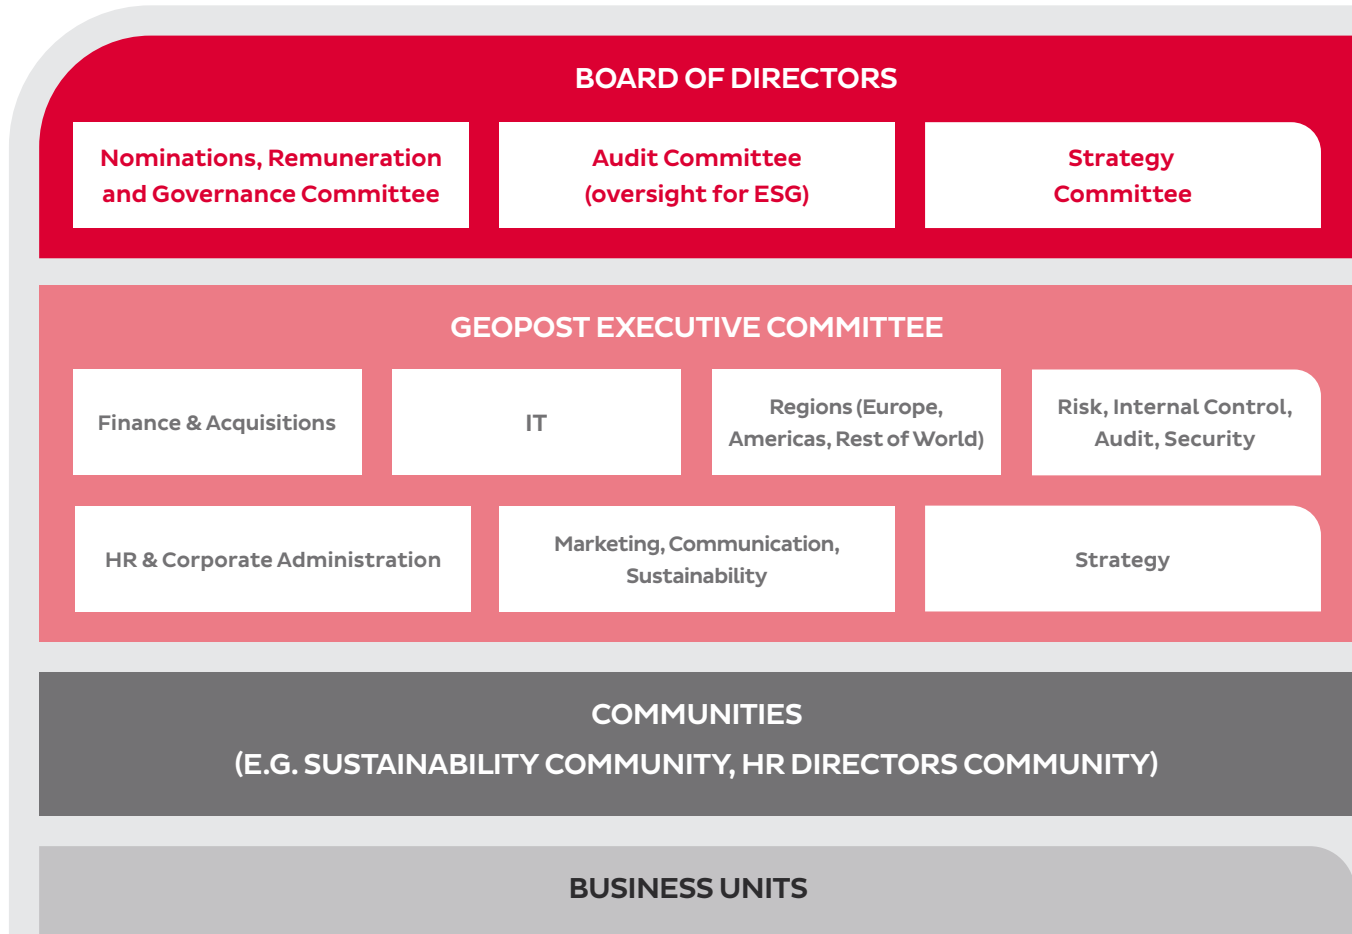 BOARD OF DIRECTORS
Nominations, Remuneration
and Governance Committee
Audit Committee
(oversight for ESG)
Strategy
Committee
GEOPOST EXECUTIVE COMMITTEE
Finance & Acquisitions
IT
Regions (Europe,
Americas, Rest of World)
Risk, Internal Control,
Audit, Security
HR & Corporate Administration
Marketing, Communication,
Sustainability
Strategy
COMMUNITIES
(E.G. SUSTAINABILITY COMMUNITY, HR DIRECTORS COMMUNITY)
BUSINESS UNITS